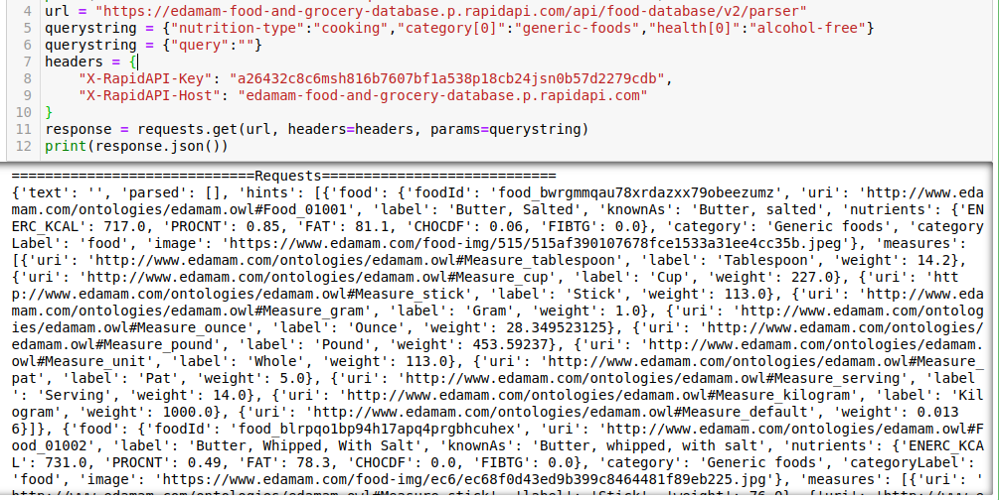 4 url = "https://edamam-food-and-grocery-database.p.rapidapi.com/api/food-database/v2/parser"
5 querystring = {"nutrition-type":"cooking","category[0]":"generic-foods","health[0]":"alcohol-free"}
6 querystring = {"query":""}
7 headers = {
8 "X-RapidAPI-Key": "a26432c8c6msh816b7607bf1a538p18cb24jsn0b57d2279cdb",
9 "X-RapidAPI-Host": "edamam-food-and-grocery-database.p.rapidapi.com"
10 }
11 response = requests.get(url, headers=headers, params=querystring)
12 print(response.json())
=============================Requests============================
{'text': '', 'parsed': [], 'hints': [{'food': {'foodId': 'food_bwrgmmqau78xrdazxx79obeezumz', 'uri': 'http://www.eda
mam.com/ontologies/edamam.owl#Food_01001', 'label': 'Butter, Salted', 'knownAs': 'Butter, salted', 'nutrients': {'EN
ERC_KCAL': 717.0, 'PROCNT': 0.85, 'FAT': 81.1, 'CHOCDF': 0.06, 'FIBTG': 0.0}, 'category': 'Generic foods', 'category
Label': 'food', 'image': 'https://www.edamam.com/food-img/515/515af390107678fce1533a31ee4cc35b.jpeg'}, 'measures':
[{'uri': 'http://www.edamam.com/ontologies/edamam.owl#Measure_tablespoon', 'label': 'Tablespoon', 'weight': 14.2},
{'uri': 'http://www.edamam.com/ontologies/edamam.owl#Measure_cup', 'label': 'Cup', 'weight': 227.0}, {'uri': 'htt
p://www.edamam.com/ontologies/edamam.owl#Measure_stick', 'label': 'Stick', 'weight': 113.0}, {'uri': 'http://www.eda
mam.com/ontologies/edamam.owl#Measure_gram', 'label': 'Gram', 'weight': 1.0}, {'uri': 'http://www.edamam.com/ontolog
ies/edamam.owl#Measure_ounce', 'label': 'Ounce', 'weight': 28.349523125}, {'uri': 'http://www.edamam.com/ontologies/
edamam.owl#Measure_pound', 'label': 'Pound', 'weight': 453.59237}, {'uri': 'http://www.edamam.com/ontologies/edamam.
owl#Measure_unit', 'label': 'Whole', 'weight': 113.0}, {'uri': 'http://www.edamam.com/ontologies/edamam.owl#Measure_
pat', 'label': 'Pat', 'weight': 5.0}, {'uri': 'http://www.edamam.com/ontologies/edamam.owl#Measure_serving', 'label
': 'Serving', 'weight': 14.0}, {'uri': 'http://www.edamam.com/ontologies/edamam.owl#Measure_kilogram', 'label': 'Kil
ogram', 'weight': 1000.0}, {'uri': 'http://www.edamam.com/ontologies/edamam.owl#Measure_default', 'weight': 0.013
6}]}, {'food': {'foodId': 'food_blrpqo1bp94h17apq4prgbhcuhex', 'uri': 'http://www.edamam.com/ontologies/edamam.owl#F
ood_01002', 'label': 'Butter, Whipped, With Salt', 'knownAs': 'Butter, whipped, with salt', 'nutrients': {'ENERC_KCA
L': 731.0, 'PROCNT': 0.49, 'FAT': 78.3, 'CHOCDF': 0.0, 'FIBTG': 0.0}, 'category': 'Generic foods', 'categoryLabel':
'food', 'image': 'https://www.edamam.com/food-img/ec6/ec68f0d43ed9b399c8464481f89eb225.jpg'}, 'measures': [{'uri': '